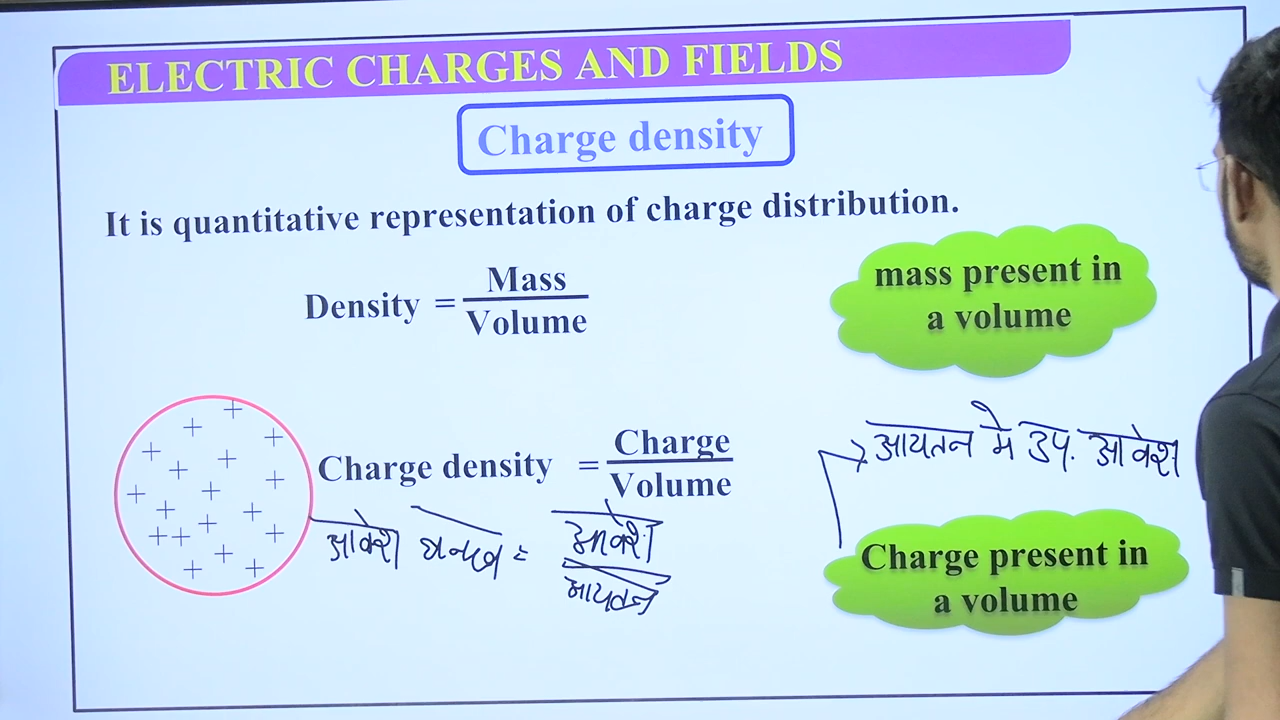 ELECTRIC CHARGES AND FIELDS
Charge density
It is quantitative representation of charge distribution.
Density = Mass
Volume
mass present in
a volume
Charge density = Charge
Volume
आयतन में उप. आवेश
आवेश घनत्व = आवेश
आयतन
Charge present in
a volume